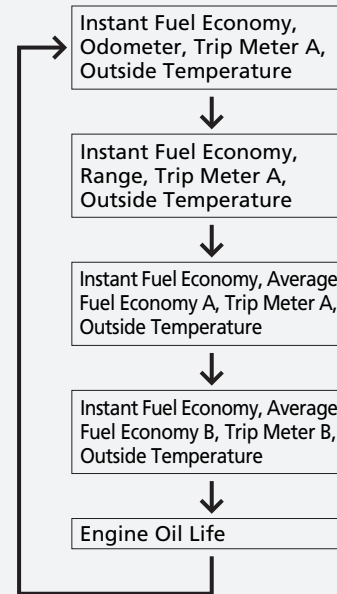 Instant Fuel Economy,
Odometer, Trip Meter A,
Outside Temperature
Instant Fuel Economy,
Range, Trip Meter A,
Outside Temperature
Instant Fuel Economy, Average
Fuel Economy A, Trip Meter A,
Outside Temperature
Instant Fuel Economy, Average
Fuel Economy B, Trip Meter B,
Outside Temperature
Engine Oil Life